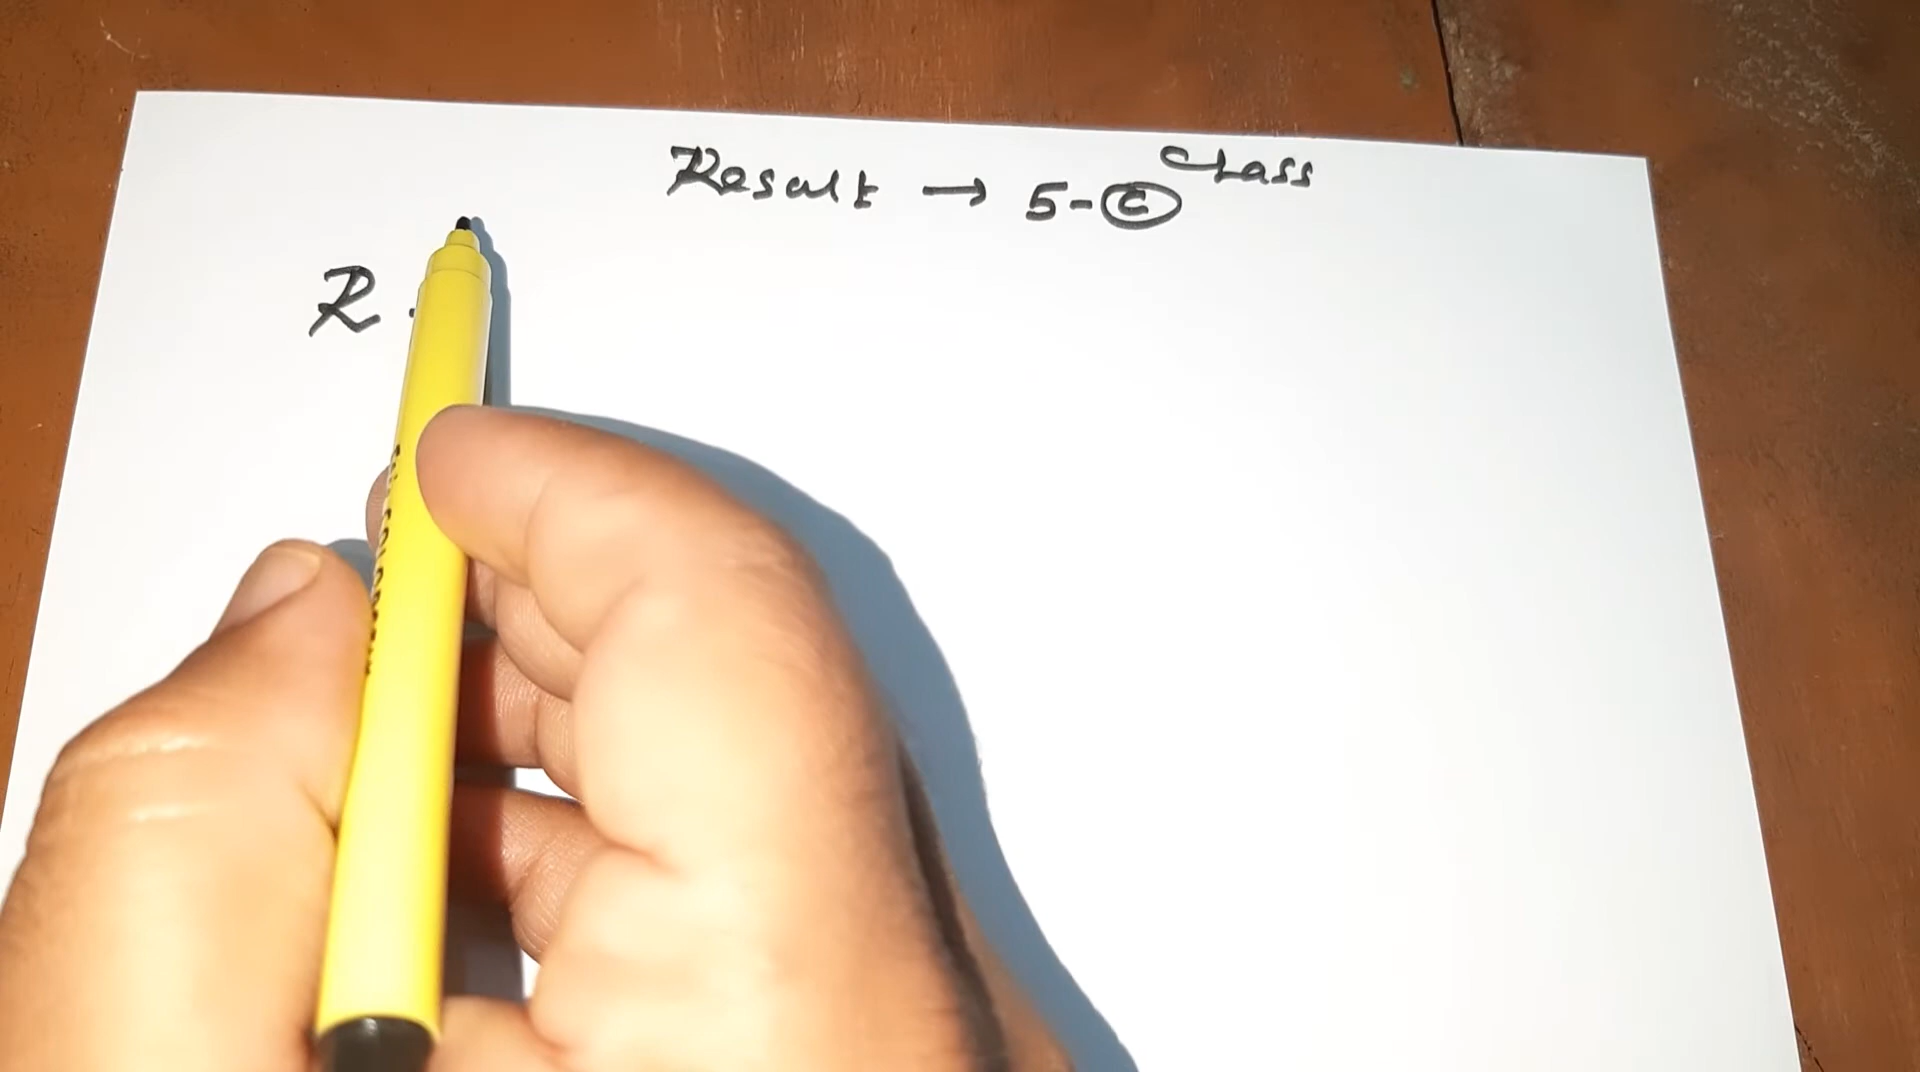 Result → 5-Ⓒ Class
R.